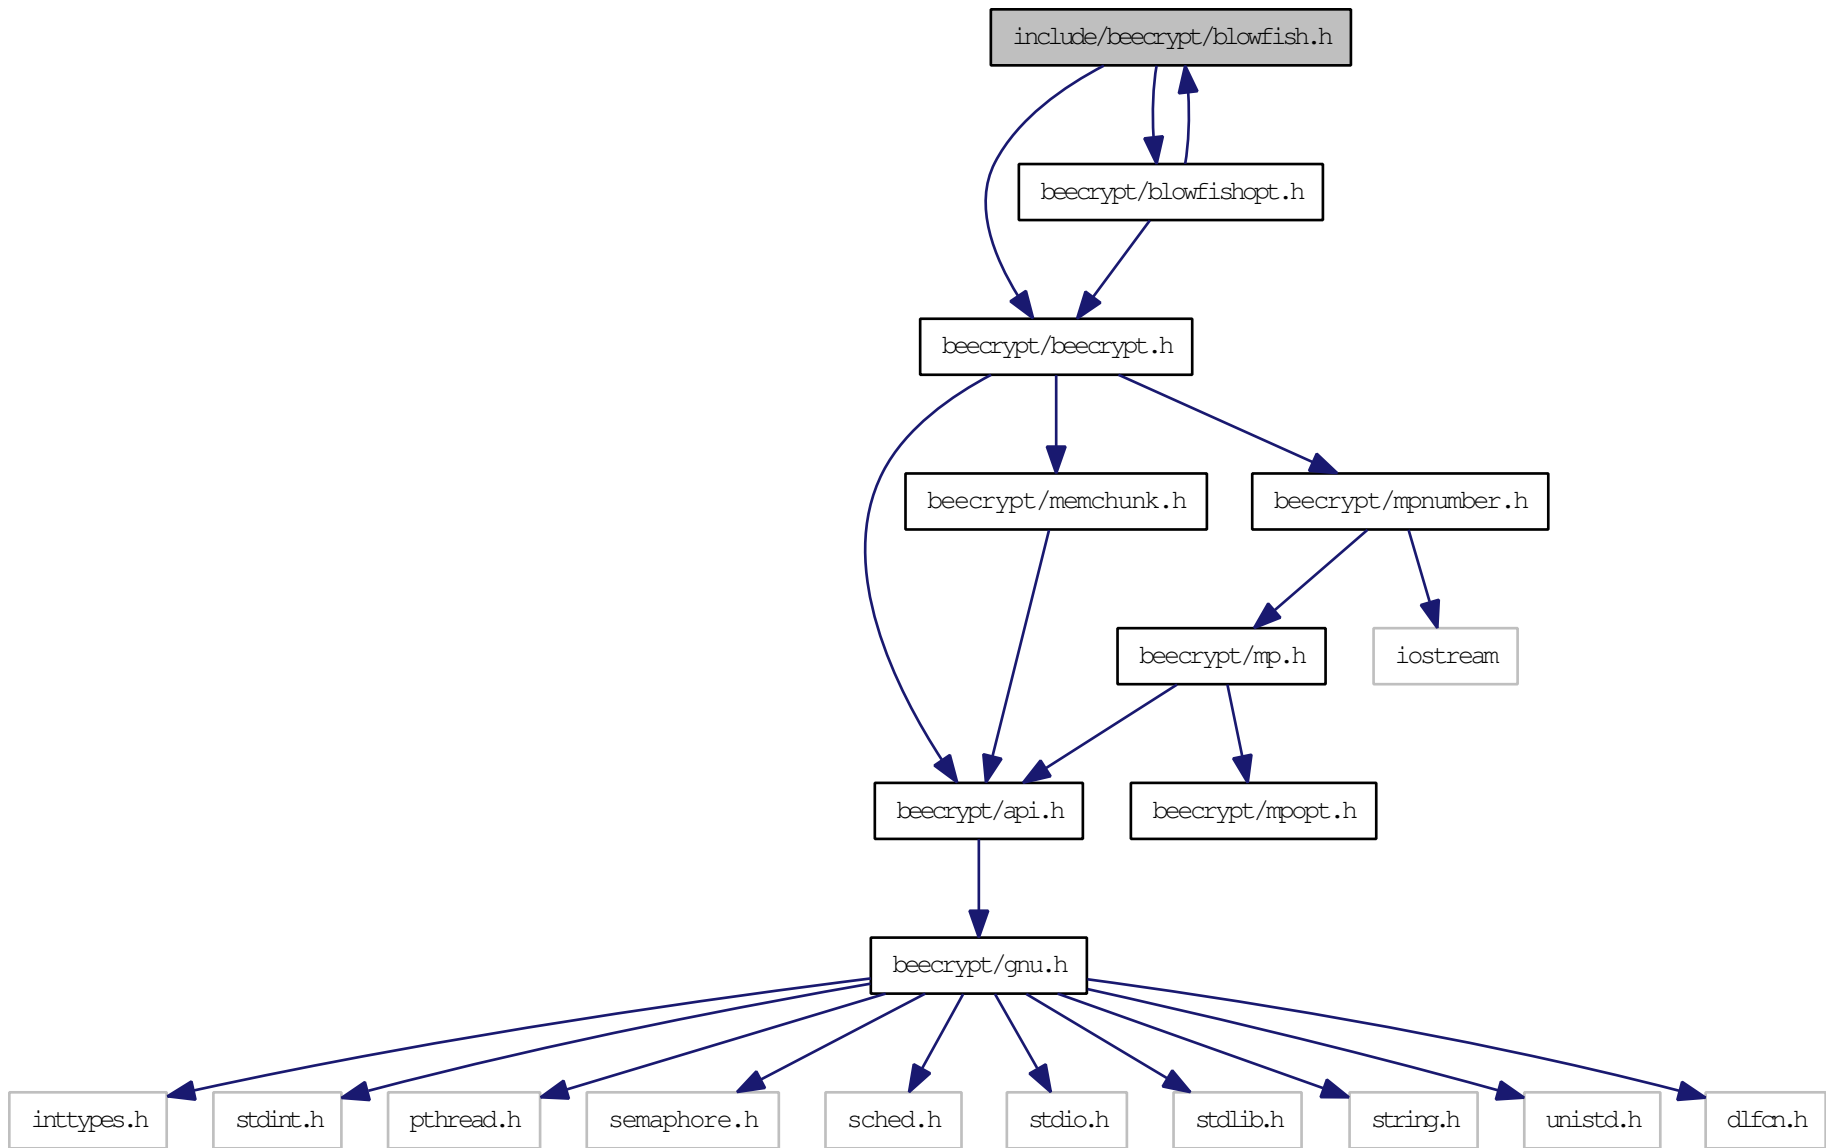 include/beecrypt/blowfish.h
beecrypt/blowfishopt.h
beecrypt/beecrypt.h
beecrypt/memchunk.h
beecrypt/mpnumber.h
beecrypt/mp.h
iostream
beecrypt/api.h
beecrypt/mpopt.h
beecrypt/gnu.h
inttypes.h
stdint.h
pthread.h
semaphore.h
sched.h
stdio.h
stdlib.h
string.h
unistd.h
dlfcn.h